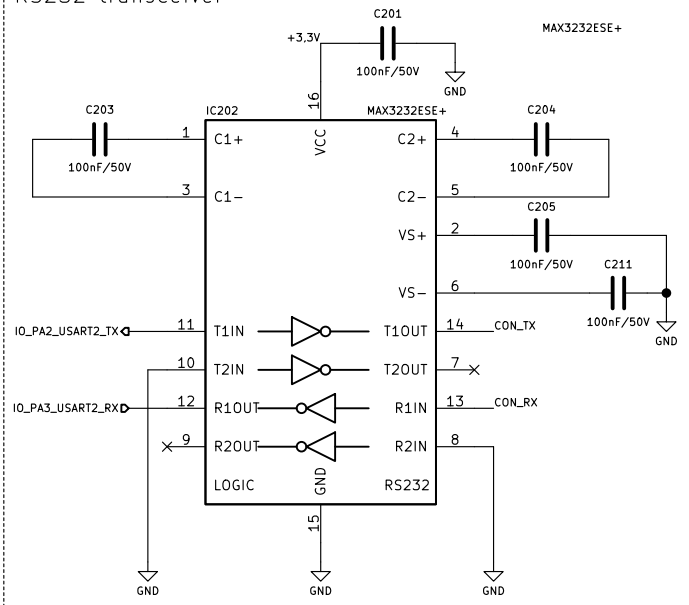 RS232 transceiver
C201
MAX3232ESE+
+3,3V
100nF/50V
GND
16
C203
IC202
MAX3232ESE+
C204
1
C1+
VCC
C2+
4
100nF/50V
100nF/50V
3
C1-
C2-
5
C205
VS+
2
100nF/50V
C211
VS-
6
100nF/50V
GND
IO_PA2_USART2_TX
11
T1IN
T1OUT
14
CON_TX
10
T2IN
T2OUT
7
IO_PA3_USART2_RX
12
R1OUT
R1IN
13
CON_RX
9
R2OUT
R2IN
8
LOGIC
GND
RS232
15
GND
GND
GND